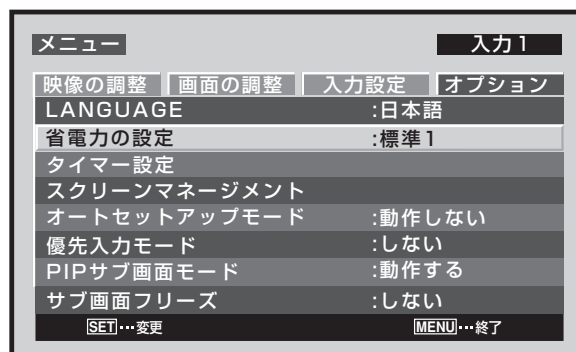 メニュー 入力1
映像の調整 画面の調整 入力設定 オプション
LANGUAGE :日本語
省電力の設定 :標準1
タイマー設定
スクリーンマネージメント
オートセットアップモード :動作しない
優先入力モード :しない
PIPサブ画面モード :動作する
サブ画面フリーズ :しない
SET…変更 MENU…終了